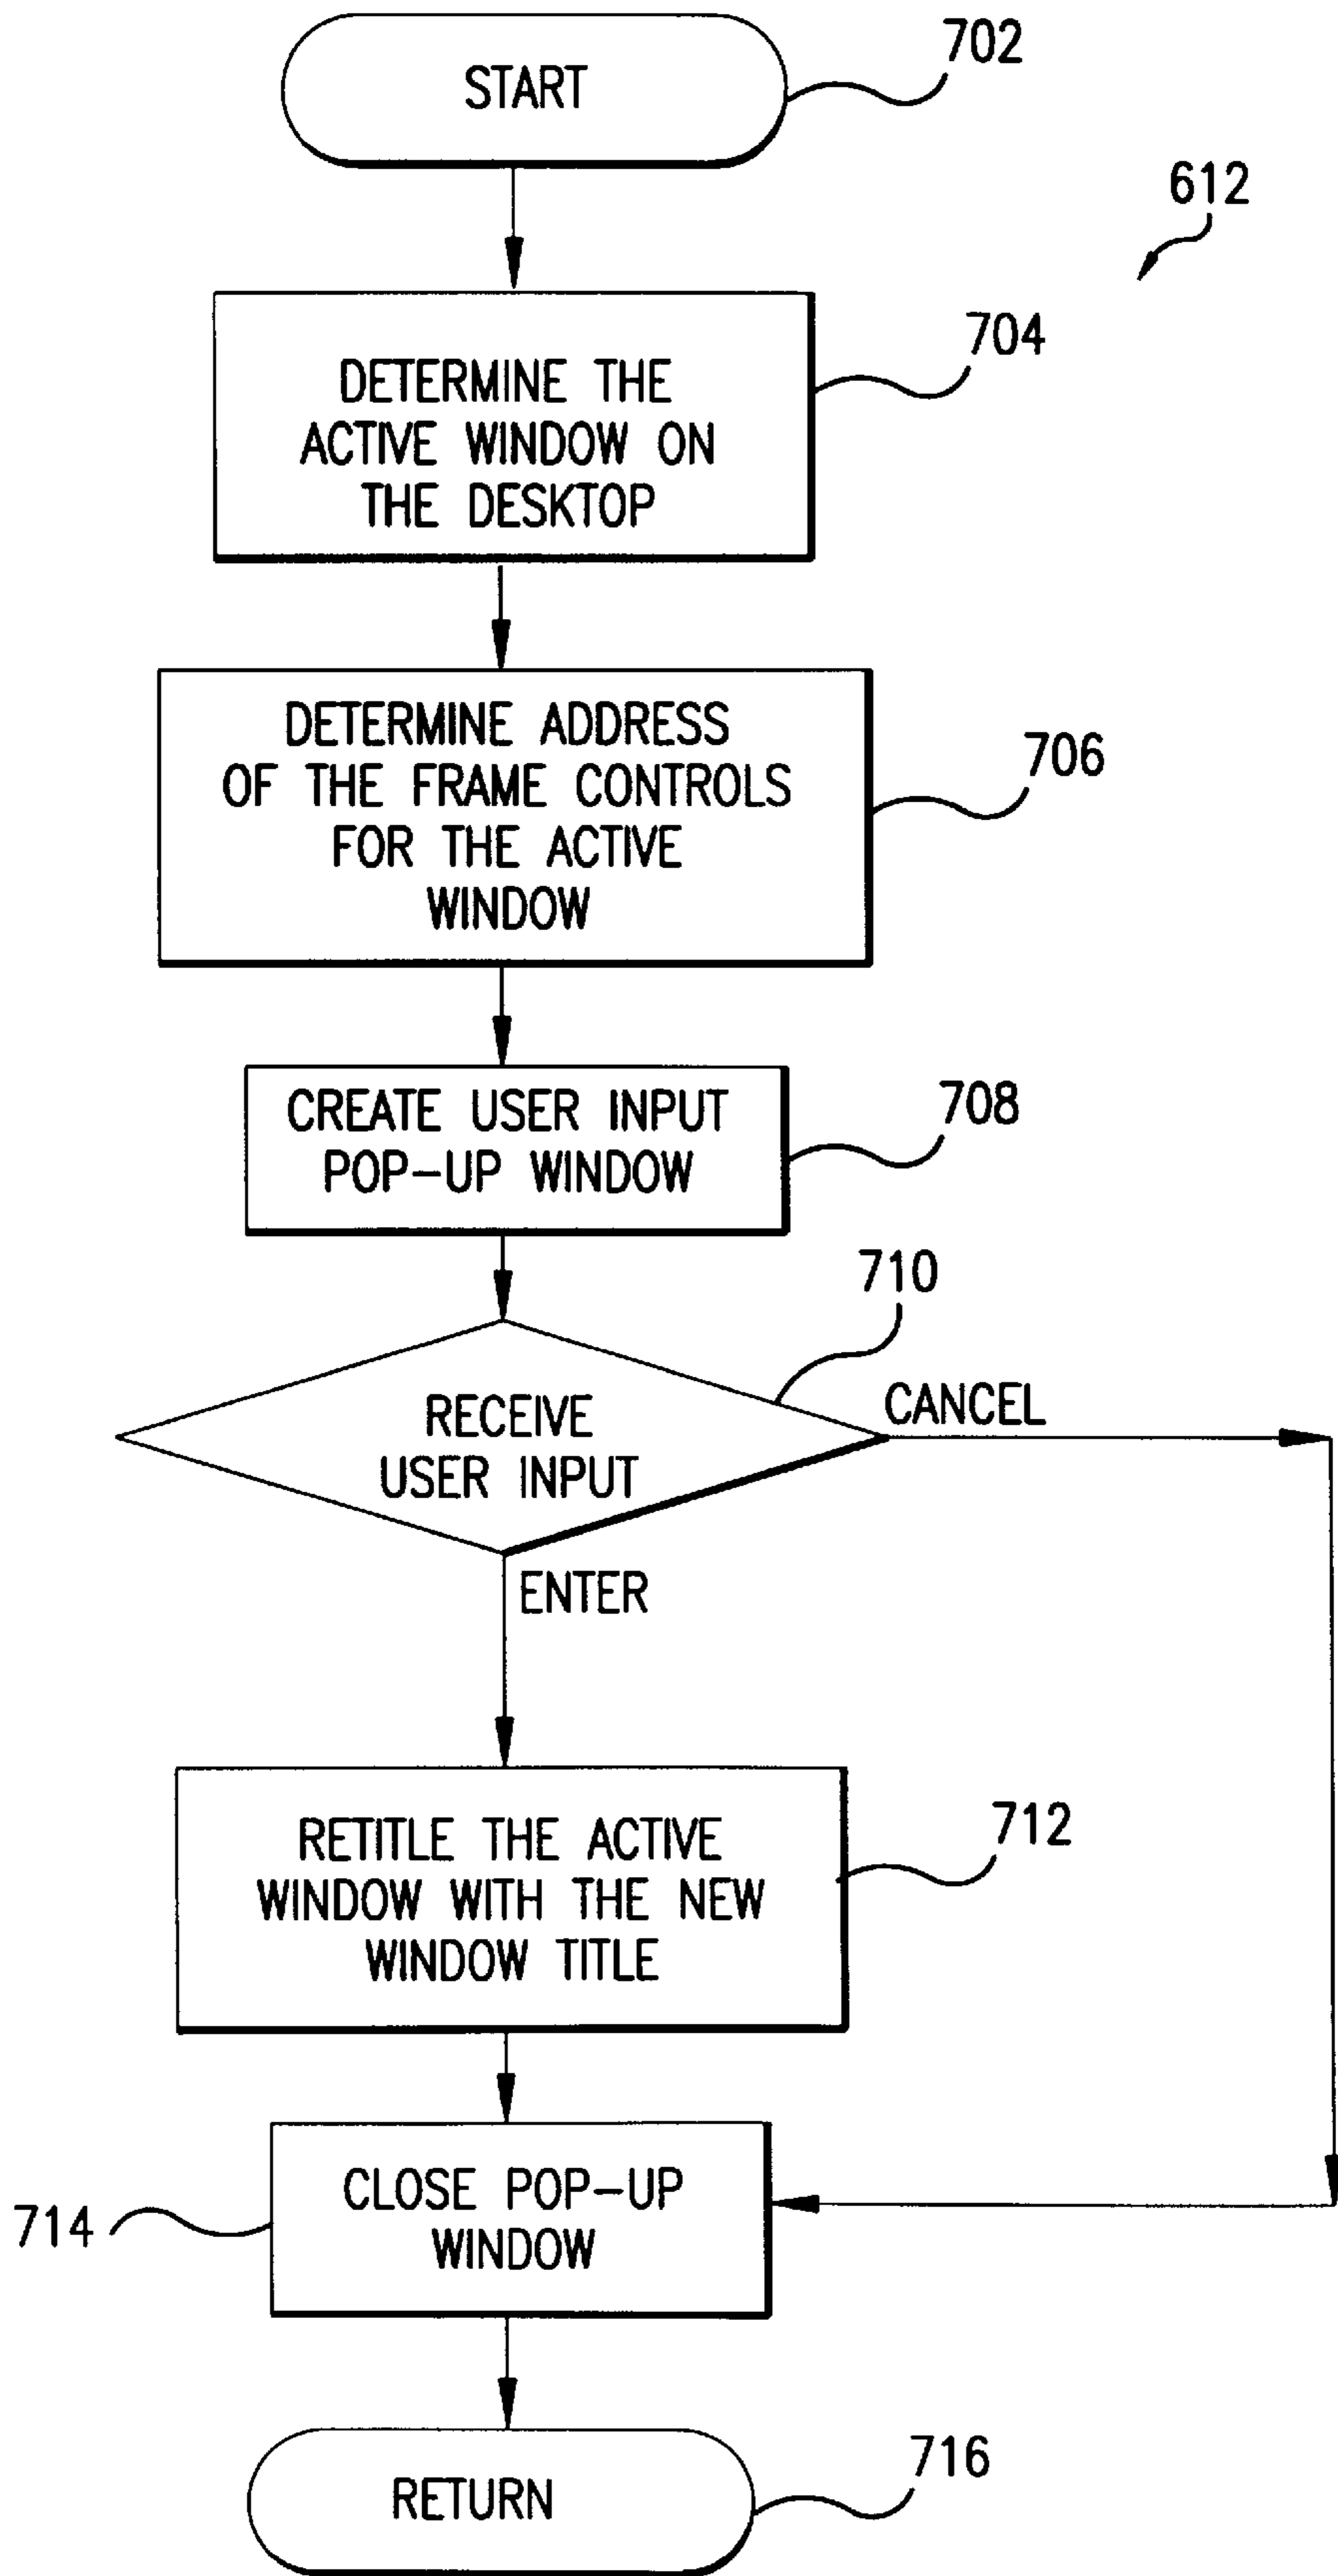 START
702
612
DETERMINE THE
ACTIVE WINDOW ON
THE DESKTOP
704
DETERMINE ADDRESS
OF THE FRAME CONTROLS
FOR THE ACTIVE
WINDOW
706
CREATE USER INPUT
POP-UP WINDOW
708
710
RECEIVE
USER INPUT
CANCEL
ENTER
RETITLE THE ACTIVE
WINDOW WITH THE NEW
WINDOW TITLE
712
CLOSE POP-UP
WINDOW
714
RETURN
716